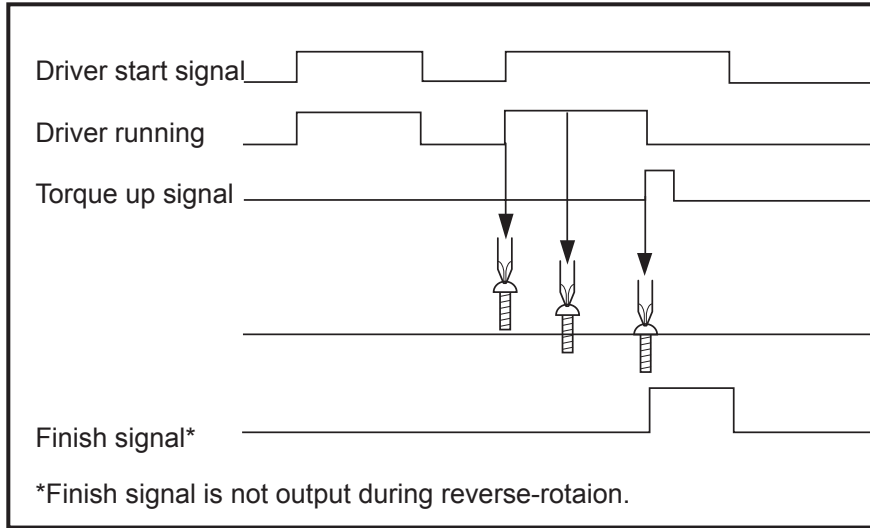 Driver start signal
Driver running
Torque up signal
Finish signal*
*Finish signal is not output during reverse-rotaion.